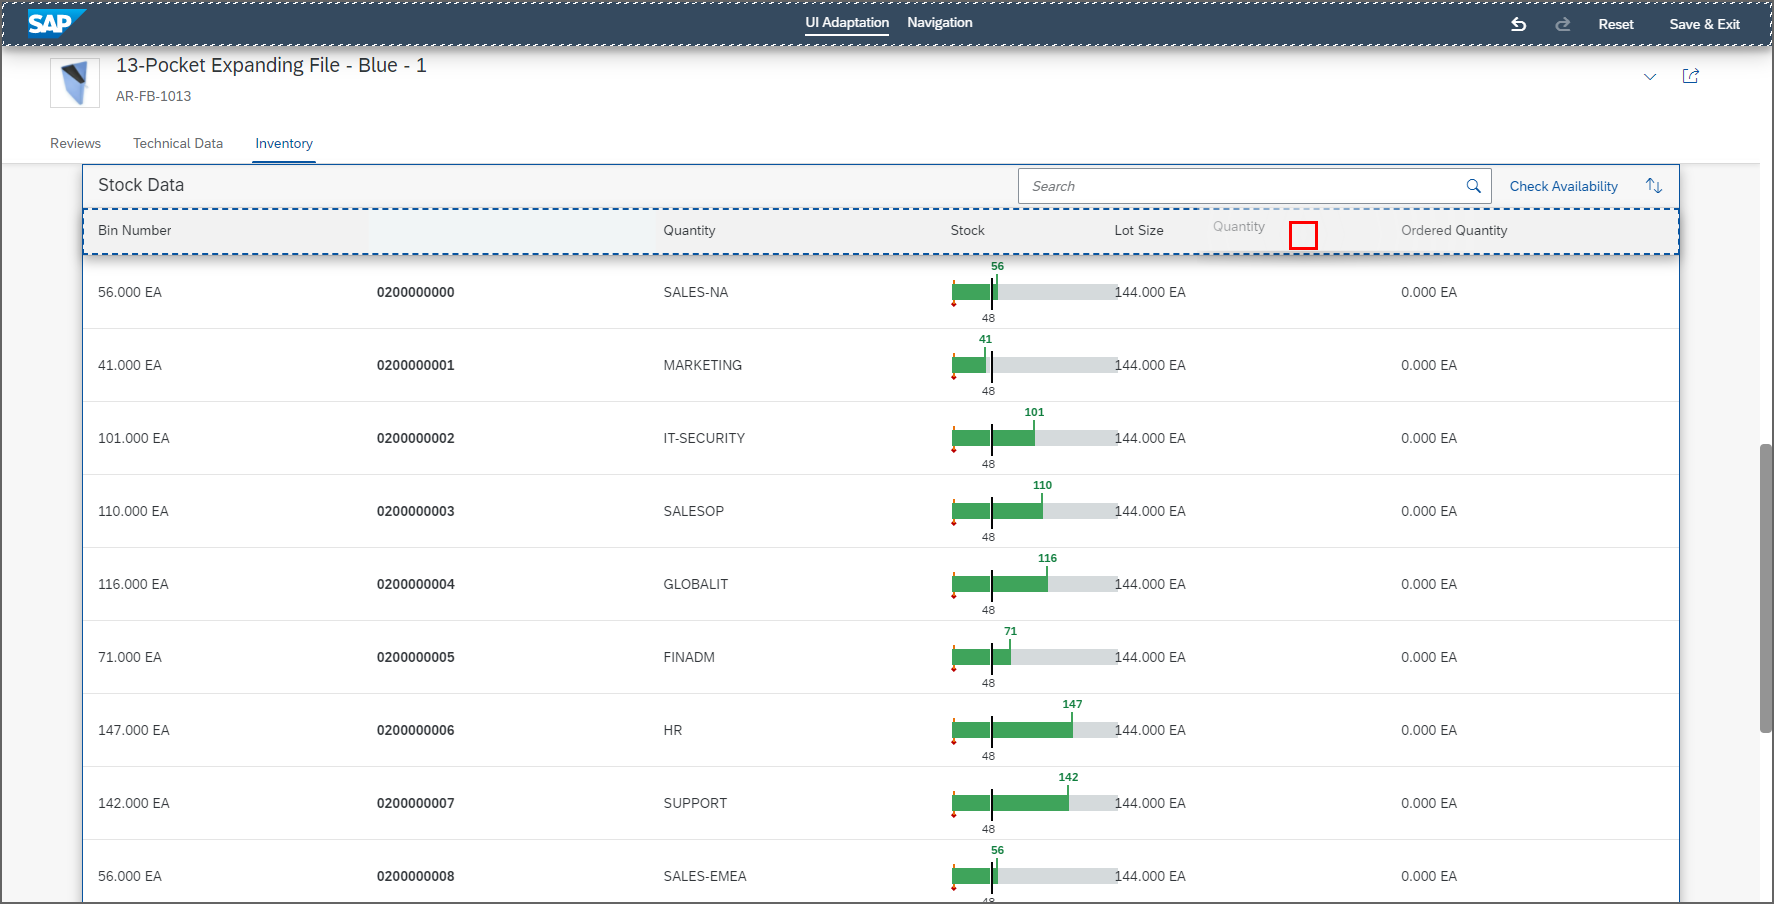 SAP UI Adaptation Navigation Reset Save & Exit
13-Pocket Expanding File - Blue - 1
AR-FB-1013
Reviews Technical Data Inventory
Stock Data Search Check Availability
Bin Number Quantity Stock Lot Size Quantity Ordered Quantity
56
56.000 EA 0200000000 SALES-NA 144.000 EA 0.000 EA
48
41
41.000 EA 0200000001 MARKETING 144.000 EA 0.000 EA
48
101
101.000 EA 0200000002 IT-SECURITY 144.000 EA 0.000 EA
48
110
110.000 EA 0200000003 SALESOP 144.000 EA 0.000 EA
48
116
116.000 EA 0200000004 GLOBALIT 144.000 EA 0.000 EA
48
71
71.000 EA 0200000005 FINADM 144.000 EA 0.000 EA
48
147
147.000 EA 0200000006 HR 144.000 EA 0.000 EA
48
142
142.000 EA 0200000007 SUPPORT 144.000 EA 0.000 EA
48
56
56.000 EA 0200000008 SALES-EMEA 144.000 EA 0.000 EA
48